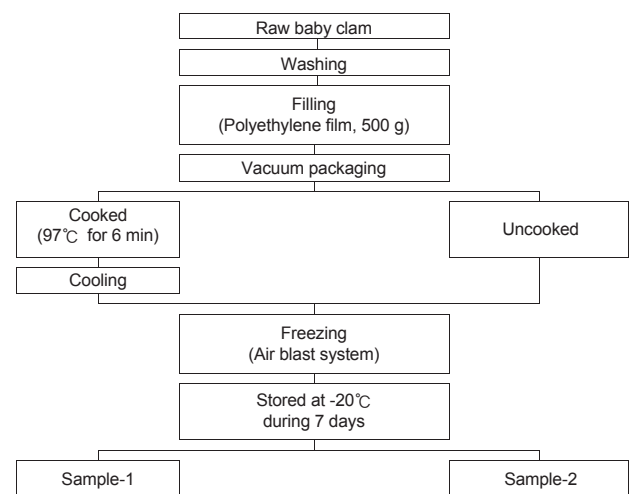 Raw baby clam
Washing
Filling
(Polyethylene film, 500 g)
Vacuum packaging
Cooked
(97℃ for 6 min)
Uncooked
Cooling
Freezing
(Air blast system)
Stored at -20℃
during 7 days
Sample-1
Sample-2